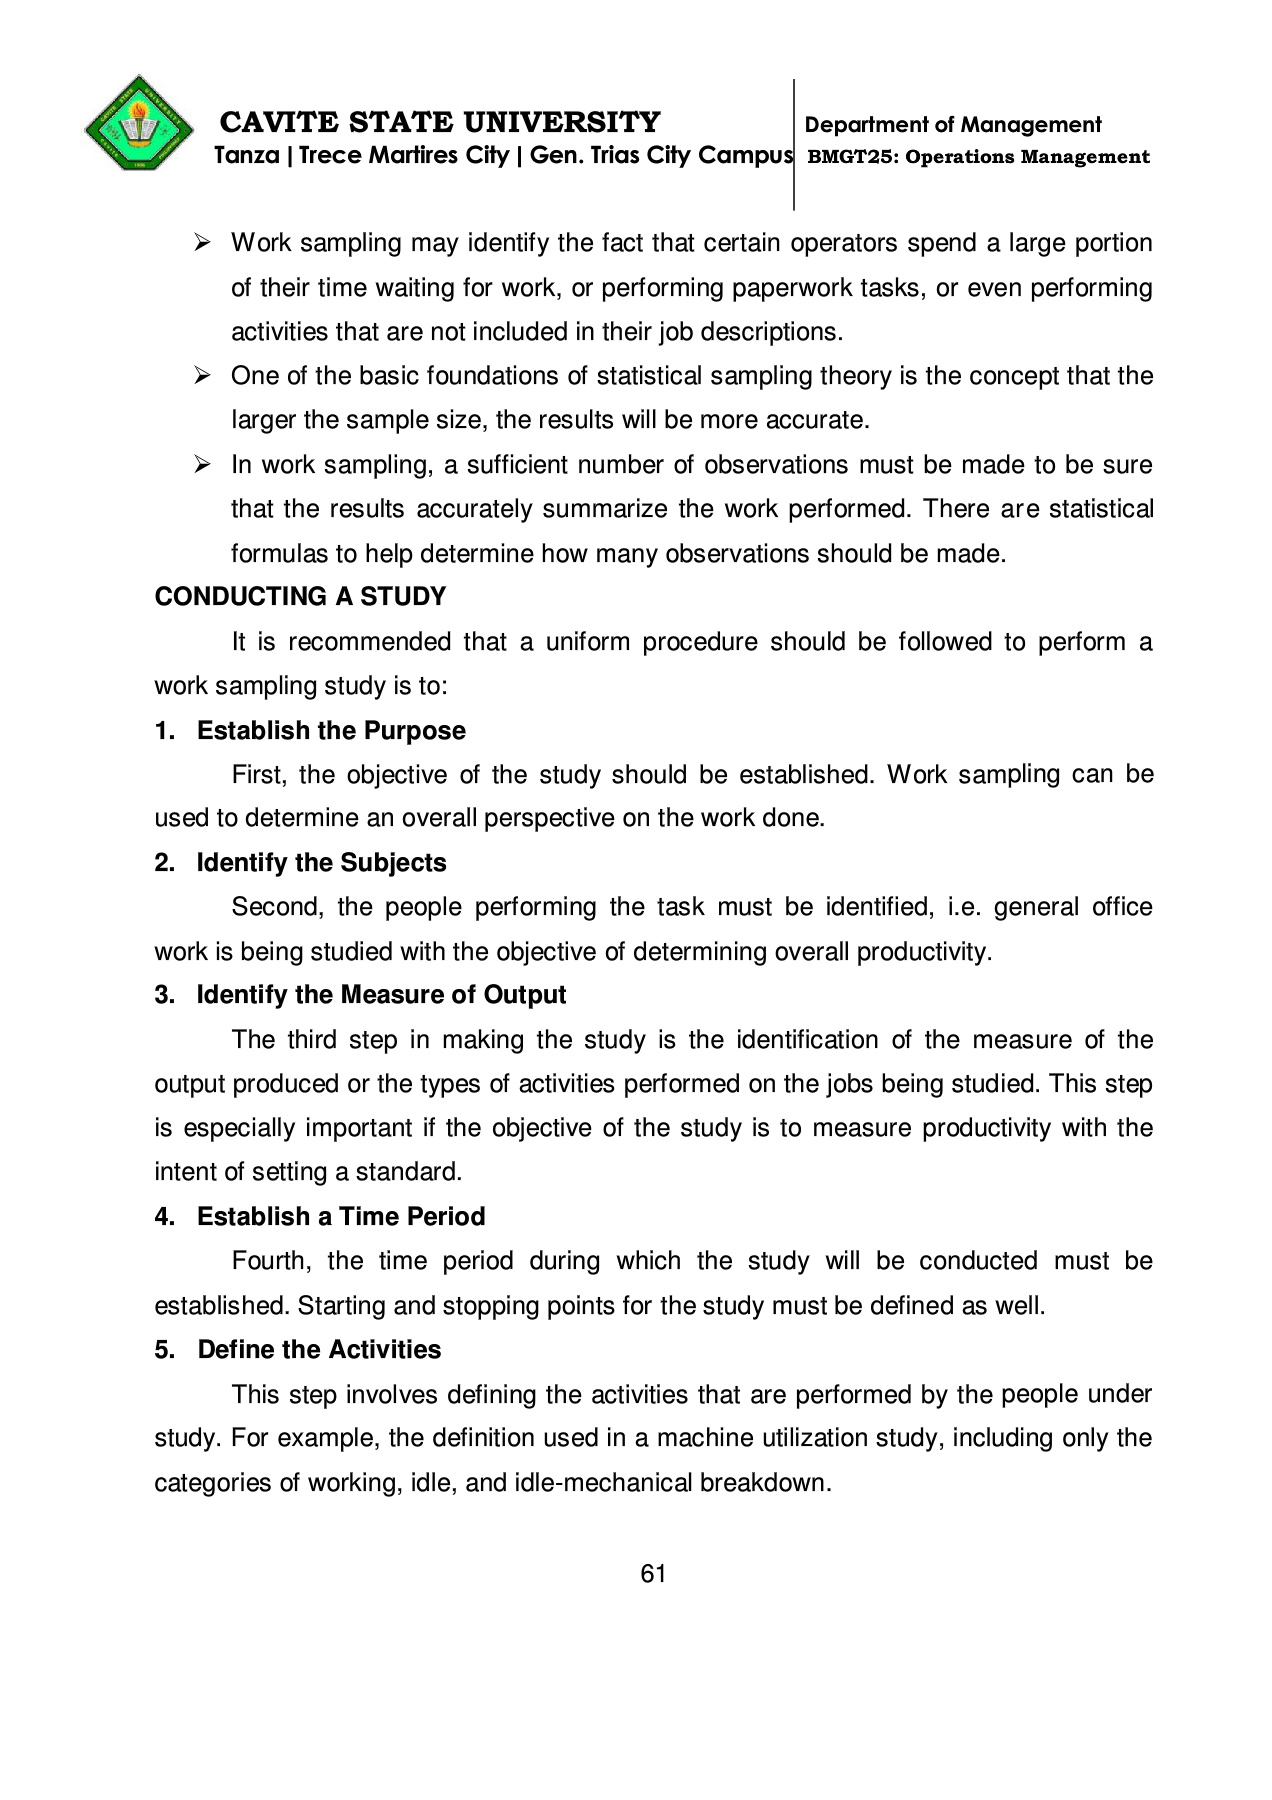 CAVITE STATE UNIVERSITY
Tanza | Trece Martires City | Gen. Trias City Campus
Department of Management
BMGT25: Operations Management
➢ Work sampling may identify the fact that certain operators spend a large portion
of their time waiting for work, or performing paperwork tasks, or even performing
activities that are not included in their job descriptions.
➢ One of the basic foundations of statistical sampling theory is the concept that the
larger the sample size, the results will be more accurate.
➢ In work sampling, a sufficient number of observations must be made to be sure
that the results accurately summarize the work performed. There are statistical
formulas to help determine how many observations should be made.
CONDUCTING A STUDY
It is recommended that a uniform procedure should be followed to perform a
work sampling study is to:
1. Establish the Purpose
First, the objective of the study should be established. Work sampling can be
used to determine an overall perspective on the work done.
2. Identify the Subjects
Second, the people performing the task must be identified, i.e. general office
work is being studied with the objective of determining overall productivity.
3. Identify the Measure of Output
The third step in making the study is the identification of the measure of the
output produced or the types of activities performed on the jobs being studied. This step
is especially important if the objective of the study is to measure productivity with the
intent of setting a standard.
4. Establish a Time Period
Fourth, the time period during which the study will be conducted must be
established. Starting and stopping points for the study must be defined as well.
5. Define the Activities
This step involves defining the activities that are performed by the people under
study. For example, the definition used in a machine utilization study, including only the
categories of working, idle, and idle-mechanical breakdown.
61